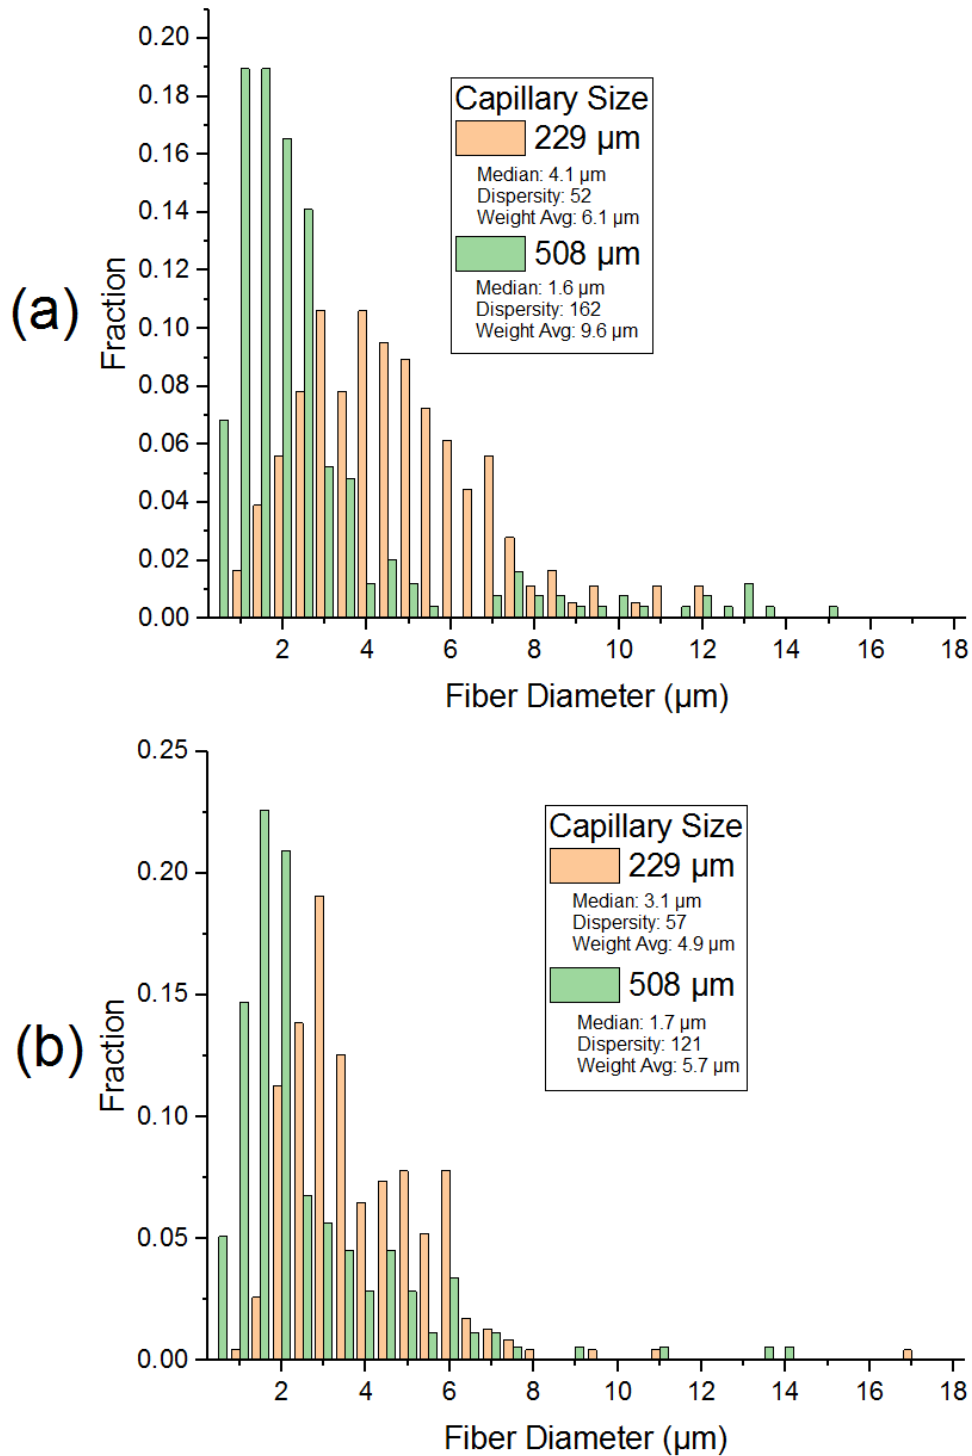 (a)
Fraction
0.20
0.18
0.16
0.14
0.12
0.10
0.08
0.06
0.04
0.02
0.00
Capillary Size
229 µm
Median: 4.1 µm
Dispersity: 52
Weight Avg: 6.1 µm
508 µm
Median: 1.6 µm
Dispersity: 162
Weight Avg: 9.6 µm
2 4 6 8 10 12 14 16 18
Fiber Diameter (µm)
(b)
Fraction
0.25
0.20
0.15
0.10
0.05
0.00
Capillary Size
229 µm
Median: 3.1 µm
Dispersity: 57
Weight Avg: 4.9 µm
508 µm
Median: 1.7 µm
Dispersity: 121
Weight Avg: 5.7 µm
2 4 6 8 10 12 14 16 18
Fiber Diameter (µm)